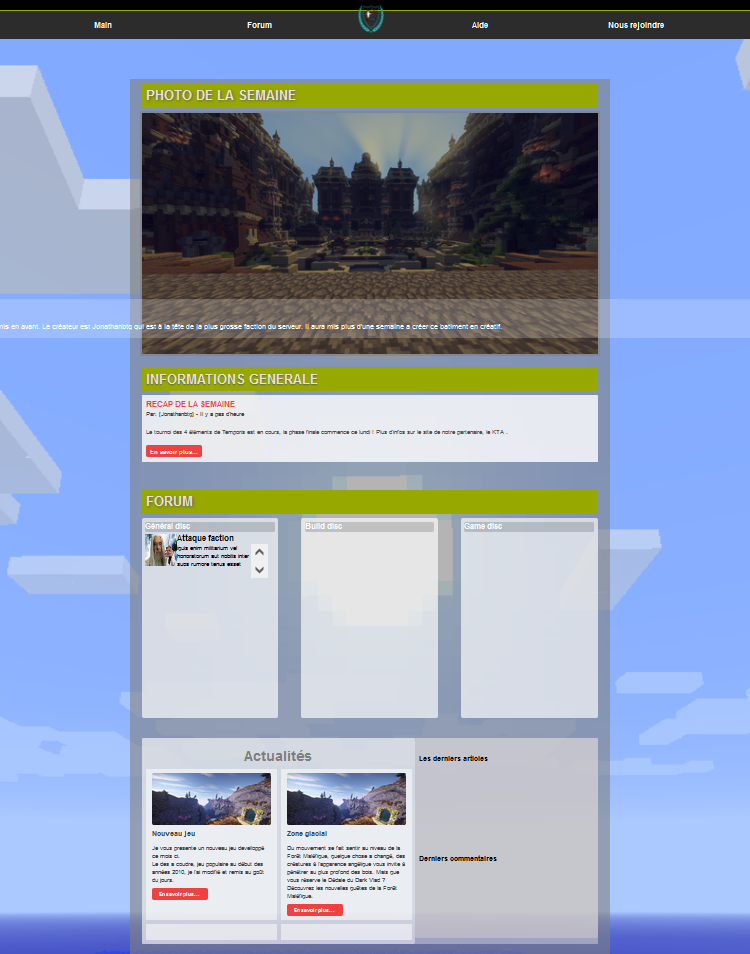 Main Forum Aide Nous rejoindre
PHOTO DE LA SEMAINE
mis en avant. Le créateur est Jonathanbtg qui est à la tête de la plus grosse faction du serveur. Il aura mis plus d'une semaine a créer ce batiment en créatif.
INFORMATIONS GENERALE
RECAP DE LA SEMAINE
Par: [Jonathanbtg] - Il y a pas d'heure
Le tournoi des 4 éléments de Temporis est en cours, la phase finale commence ce lundi ! Plus d'infos sur le site de notre partenaire, le KTA .
En savoir plus...
FORUM
Général disc
Attaque faction
quis enim militarium vel
honoratorum aut nobilis inter
suos rumore tenus esset
Build disc
Game disc
Actualités
Nouveau jeu
Je vous presente un nouveau jeu developpé
ce mois ci.
Le des a coudre, jeu populaire au début des
années 2010, je l'ai modifié et remis au goût
du jours.
En savoir plus...
Zone glacial
Du mouvement se fait sentir au niveau de la
Forêt Maléfique, quelque chose a changé, des
créatures à l'apparence angélique vous invite à
pénétrer au plus profond des bois. Mais que
vous réserve le Dédale du Dark Vlad ?
Découvrez les nouvelles quêtes de la Forêt
Maléfique.
En savoir plus...
Les derniers articles
Derniers commentaires